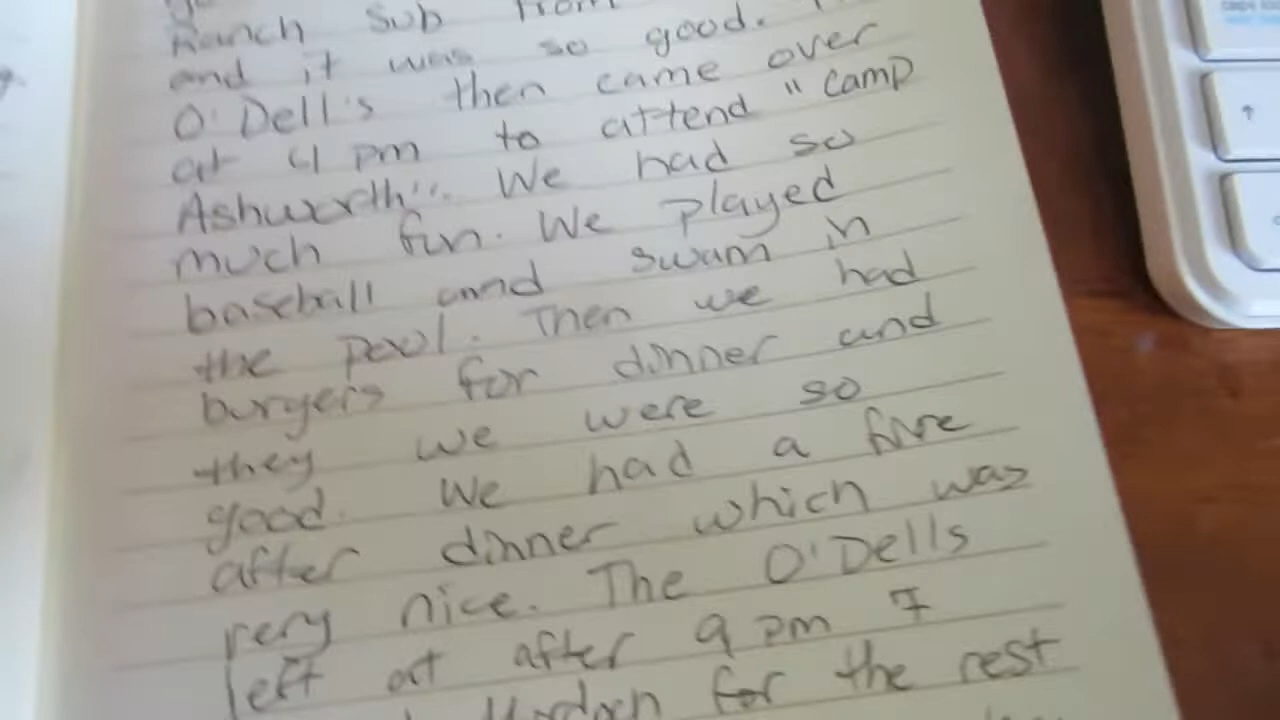 Ranch sub from
and it was so good.
O'Dell's then came over
at 4 pm to attend "camp
Ashworth". We had so
much fun. We played
baseball and swam in
the pool. Then we had
burgers for dinner and
they we were so
good. We had a fire
after dinner which was
very nice. The O'Dells
left at after 9 pm 7
for the rest